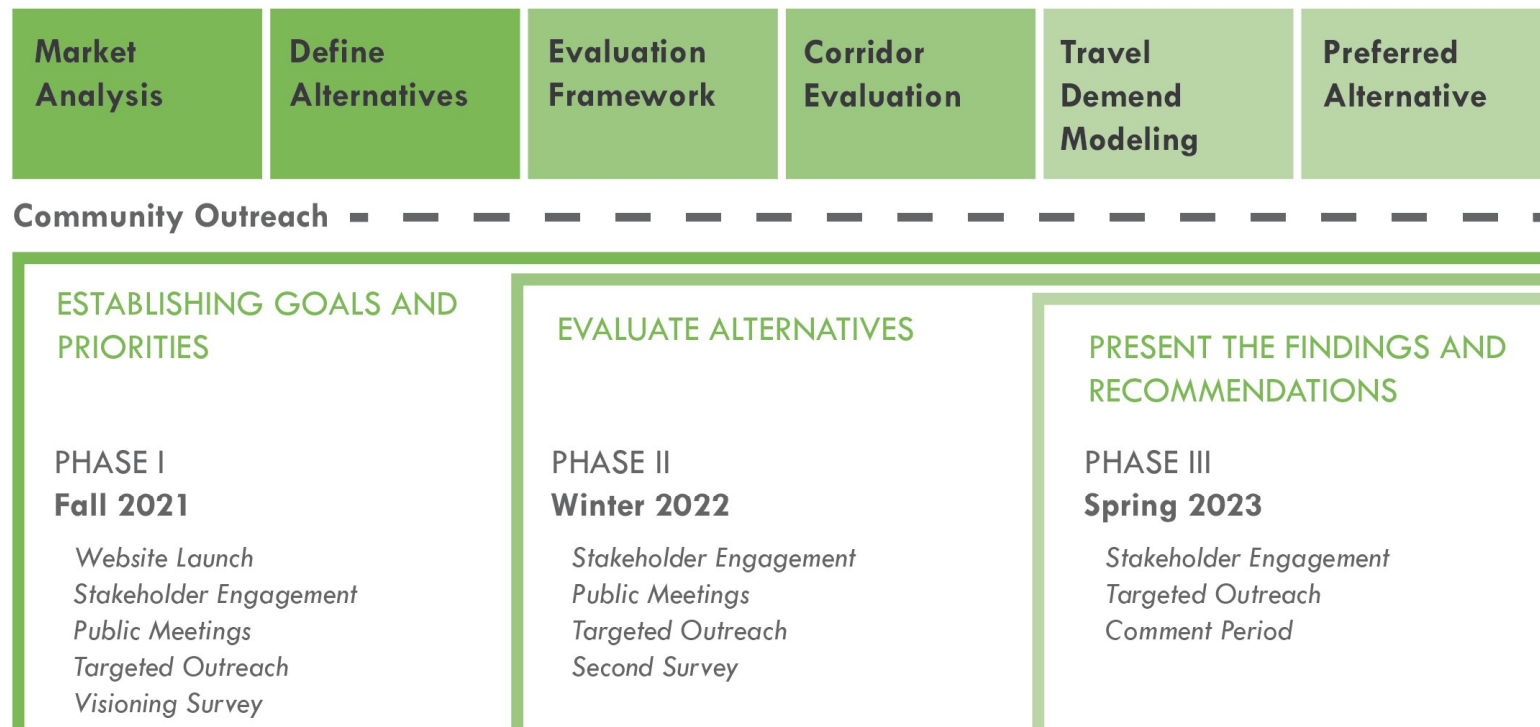 Market
Analysis
Define
Alternatives
Evaluation
Framework
Corridor
Evaluation
Travel
Demend
Modeling
Preferred
Alternative
Community Outreach
ESTABLISHING GOALS AND
PRIORITIES
PHASE I
Fall 2021
Website Launch
Stakeholder Engagement
Public Meetings
Targeted Outreach
Visioning Survey
EVALUATE ALTERNATIVES
PHASE II
Winter 2022
Stakeholder Engagement
Public Meetings
Targeted Outreach
Second Survey
PRESENT THE FINDINGS AND
RECOMMENDATIONS
PHASE III
Spring 2023
Stakeholder Engagement
Targeted Outreach
Comment Period